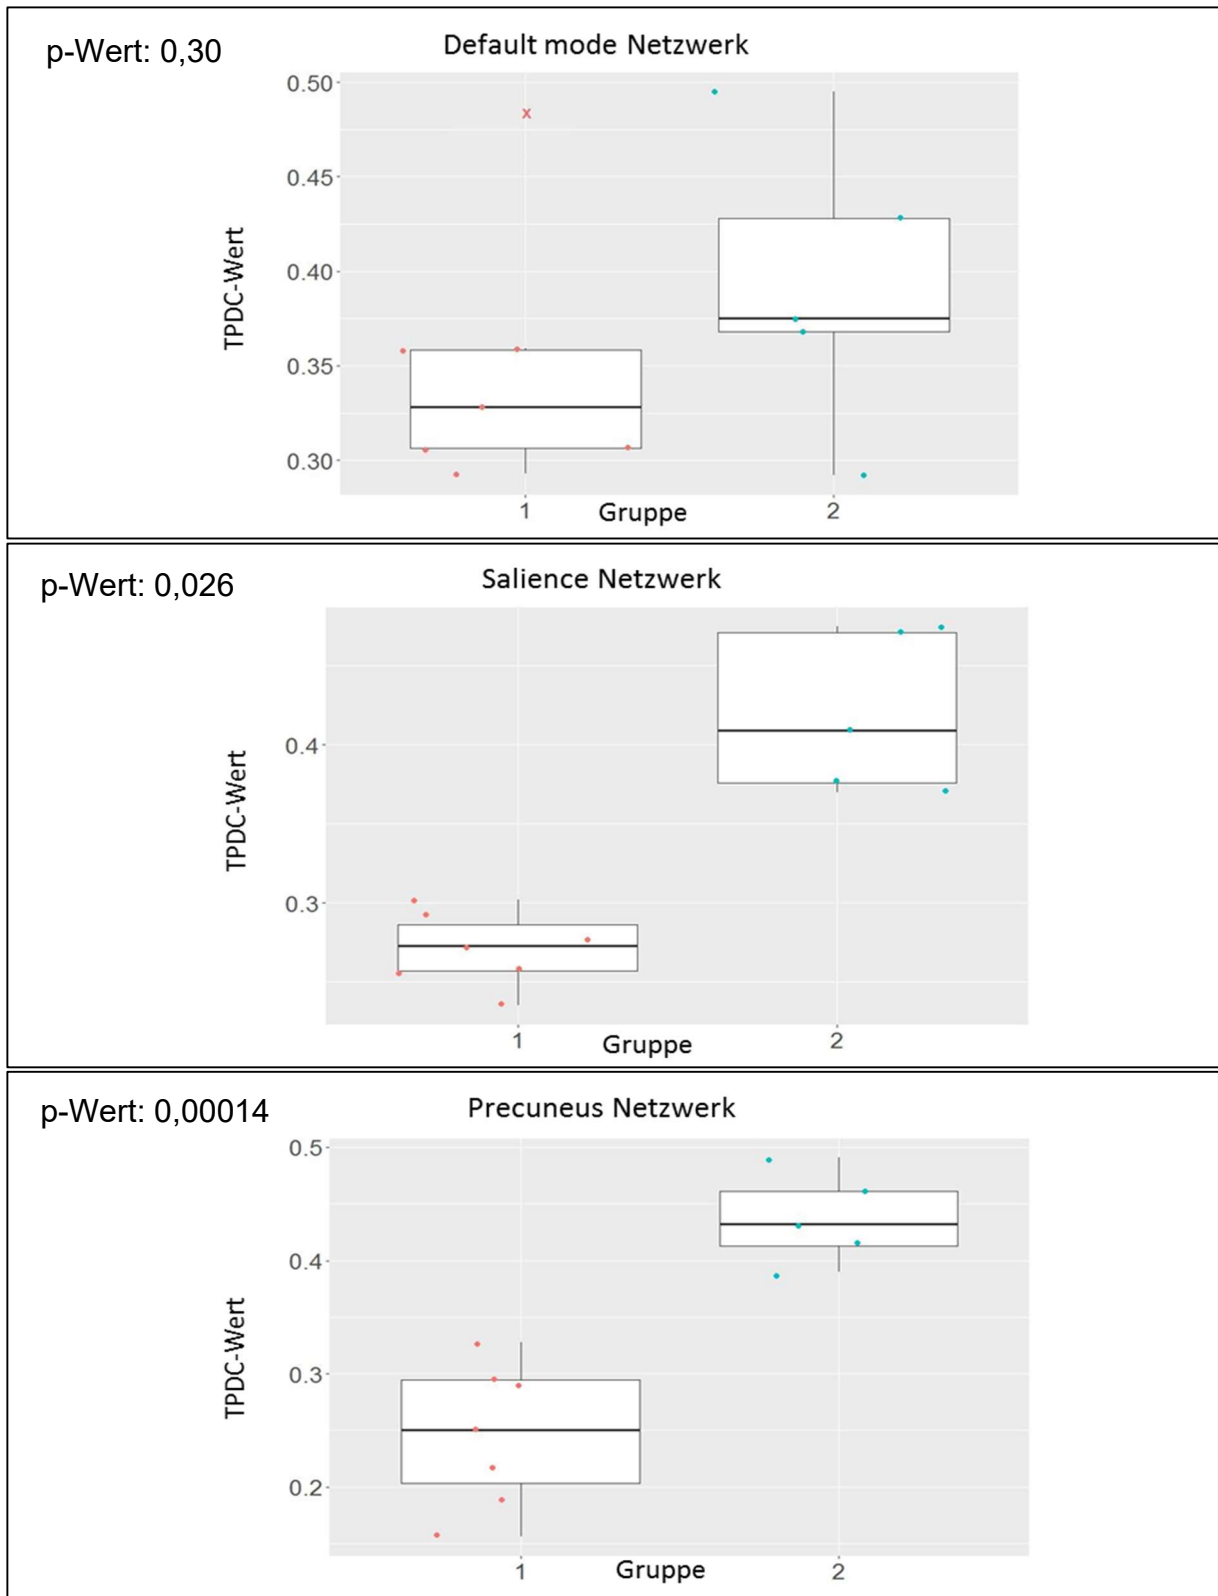 p-Wert: 0,30
Default mode Netzwerk
0.50
x
0.45
TPDC-Wert
0.40
0.35
0.30
1
Gruppe
2
p-Wert: 0,026
Salience Netzwerk
0.4
TPDC-Wert
0.3
1
Gruppe
2
p-Wert: 0,00014
Precuneus Netzwerk
0.5
0.4
TPDC-Wert
0.3
0.2
1
Gruppe
2